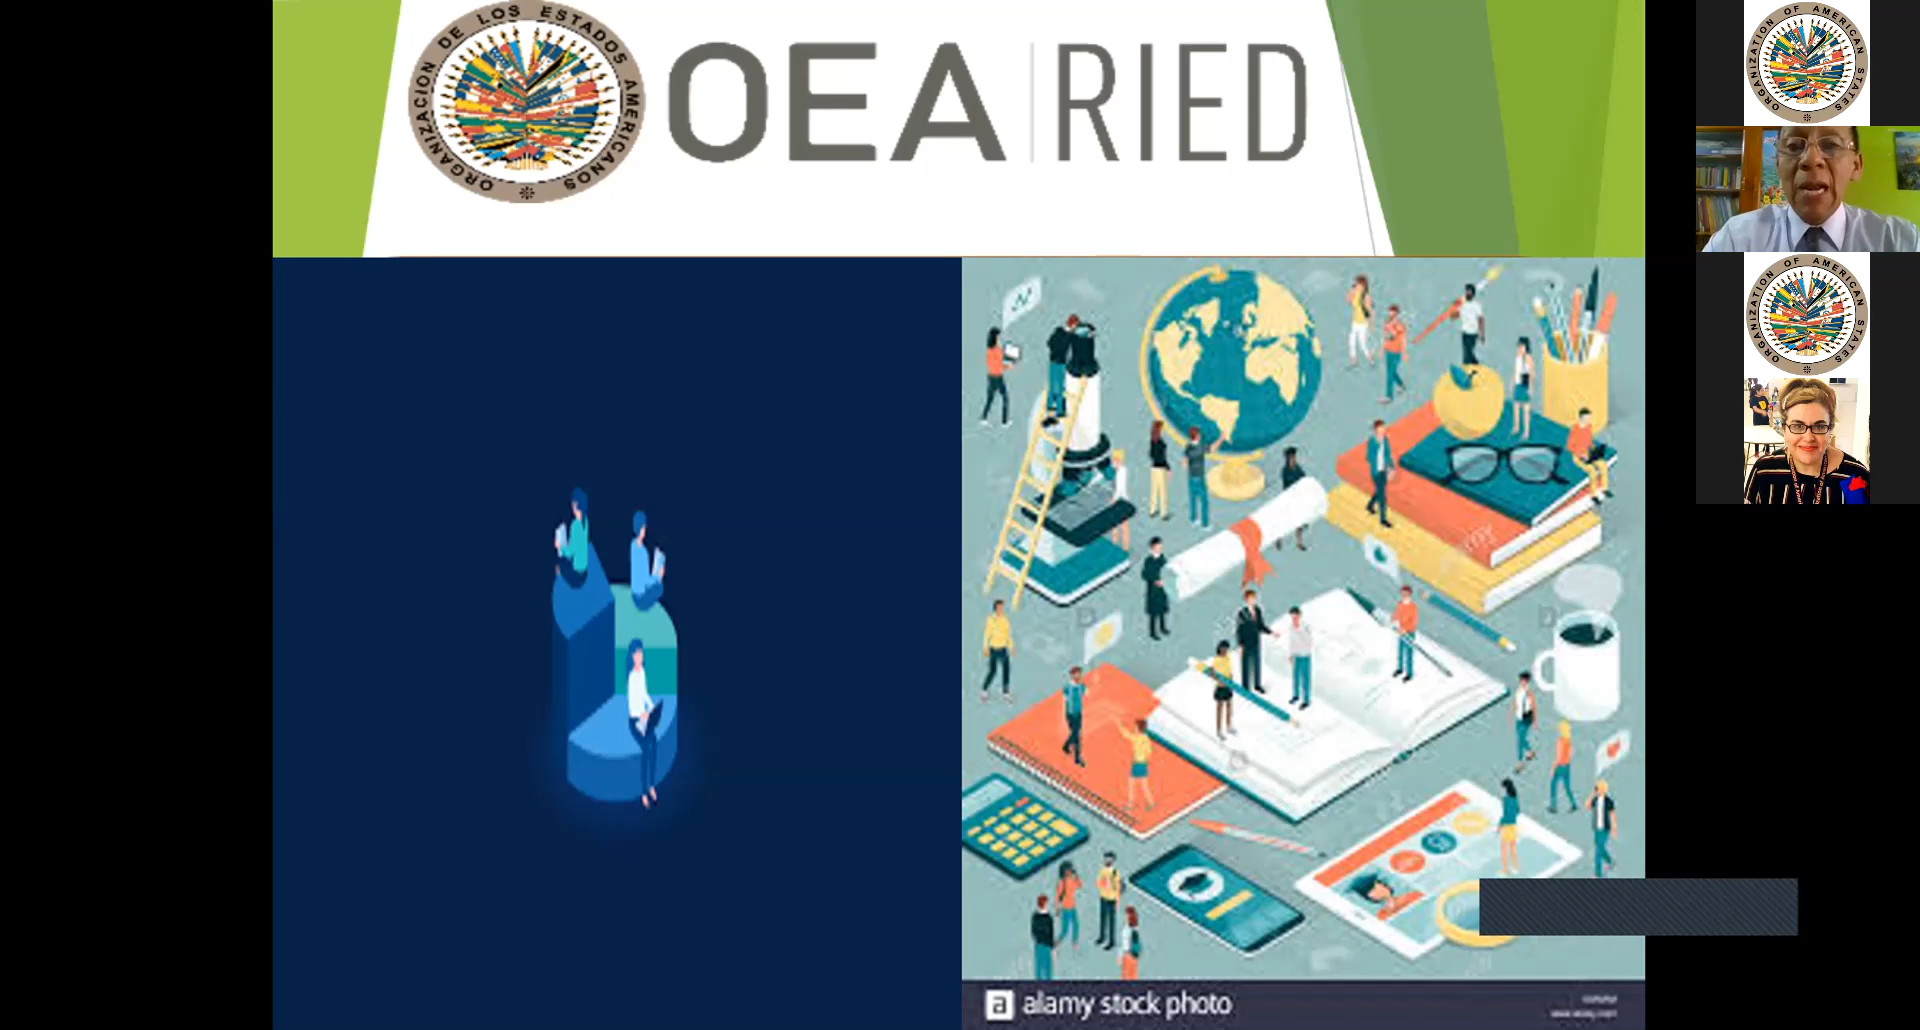 ORGANIZACION DE LOS ESTADOS AMERICANOS
OEA RIED
ORGANIZATION OF AMERICAN STATES
ORGANIZATION OF AMERICAN STATES
a alamy stock photo